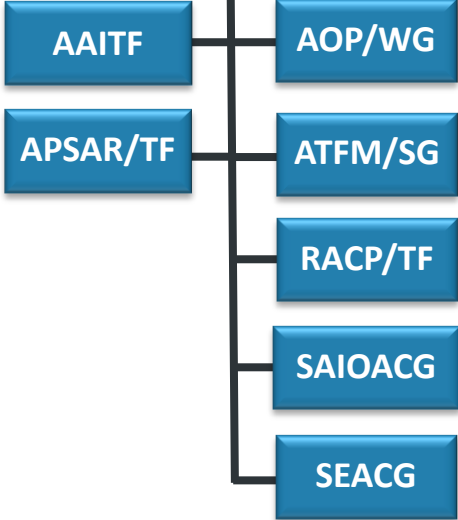 AAITF
AOP/WG
APSAR/TF
ATFM/SG
RACP/TF
SAIOACG
SEACG